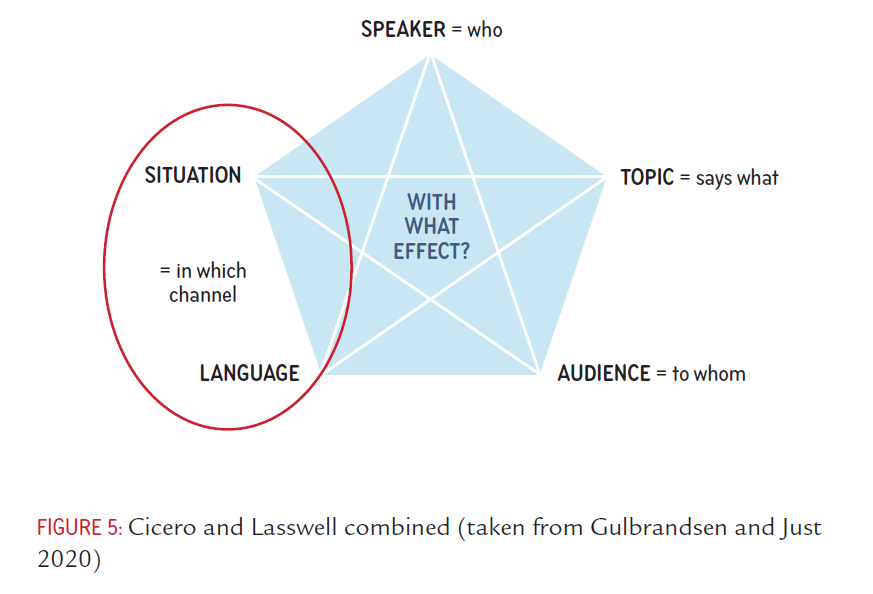 SPEAKER = who
SITUATION
TOPIC = says what
WITH
WHAT
EFFECT?
= in which
channel
LANGUAGE
AUDIENCE = to whom
FIGURE 5: Cicero and Lasswell combined (taken from Gulbrandsen and Just
2020)